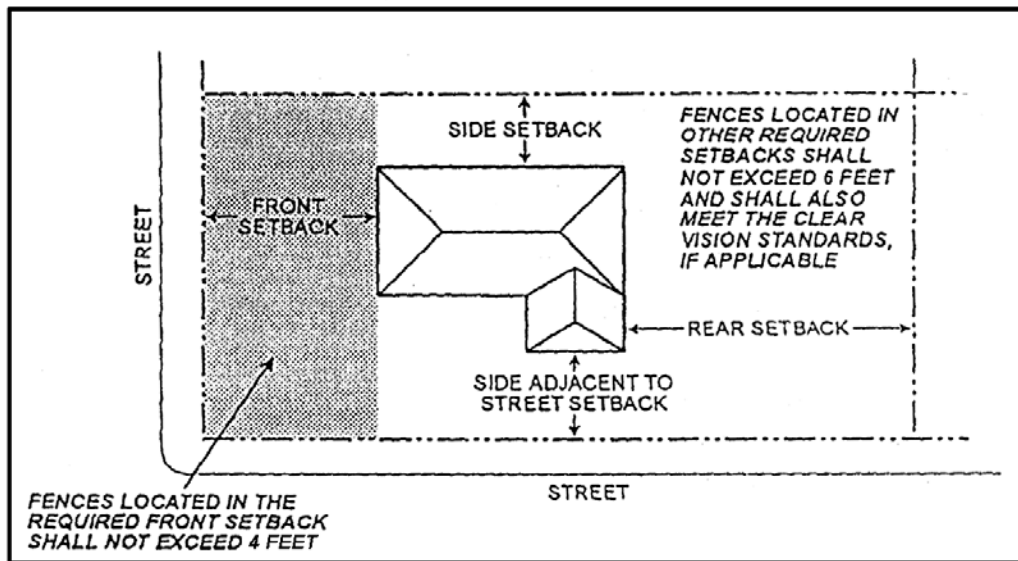 SIDE SETBACK
FENCES LOCATED IN
OTHER REQUIRED
SETBACKS SHALL
NOT EXCEED 6 FEET
AND SHALL ALSO
MEET THE CLEAR
VISION STANDARDS,
IF APPLICABLE
FRONT
SETBACK
STREET
REAR SETBACK
SIDE ADJACENT TO
STREET SETBACK
STREET
FENCES LOCATED IN THE
REQUIRED FRONT SETBACK
SHALL NOT EXCEED 4 FEET